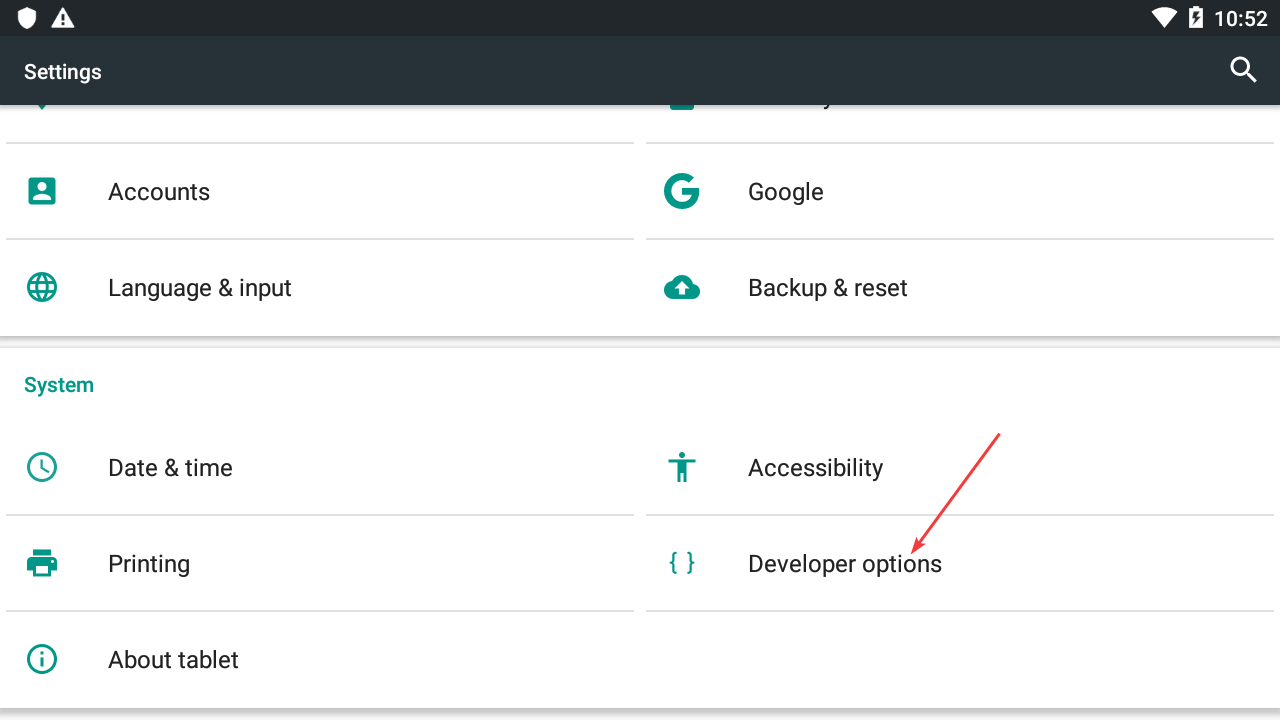 10:52
Settings
Accounts
Google
Language & input
Backup & reset
System
Date & time
Accessibility
Printing
{ } Developer options
About tablet